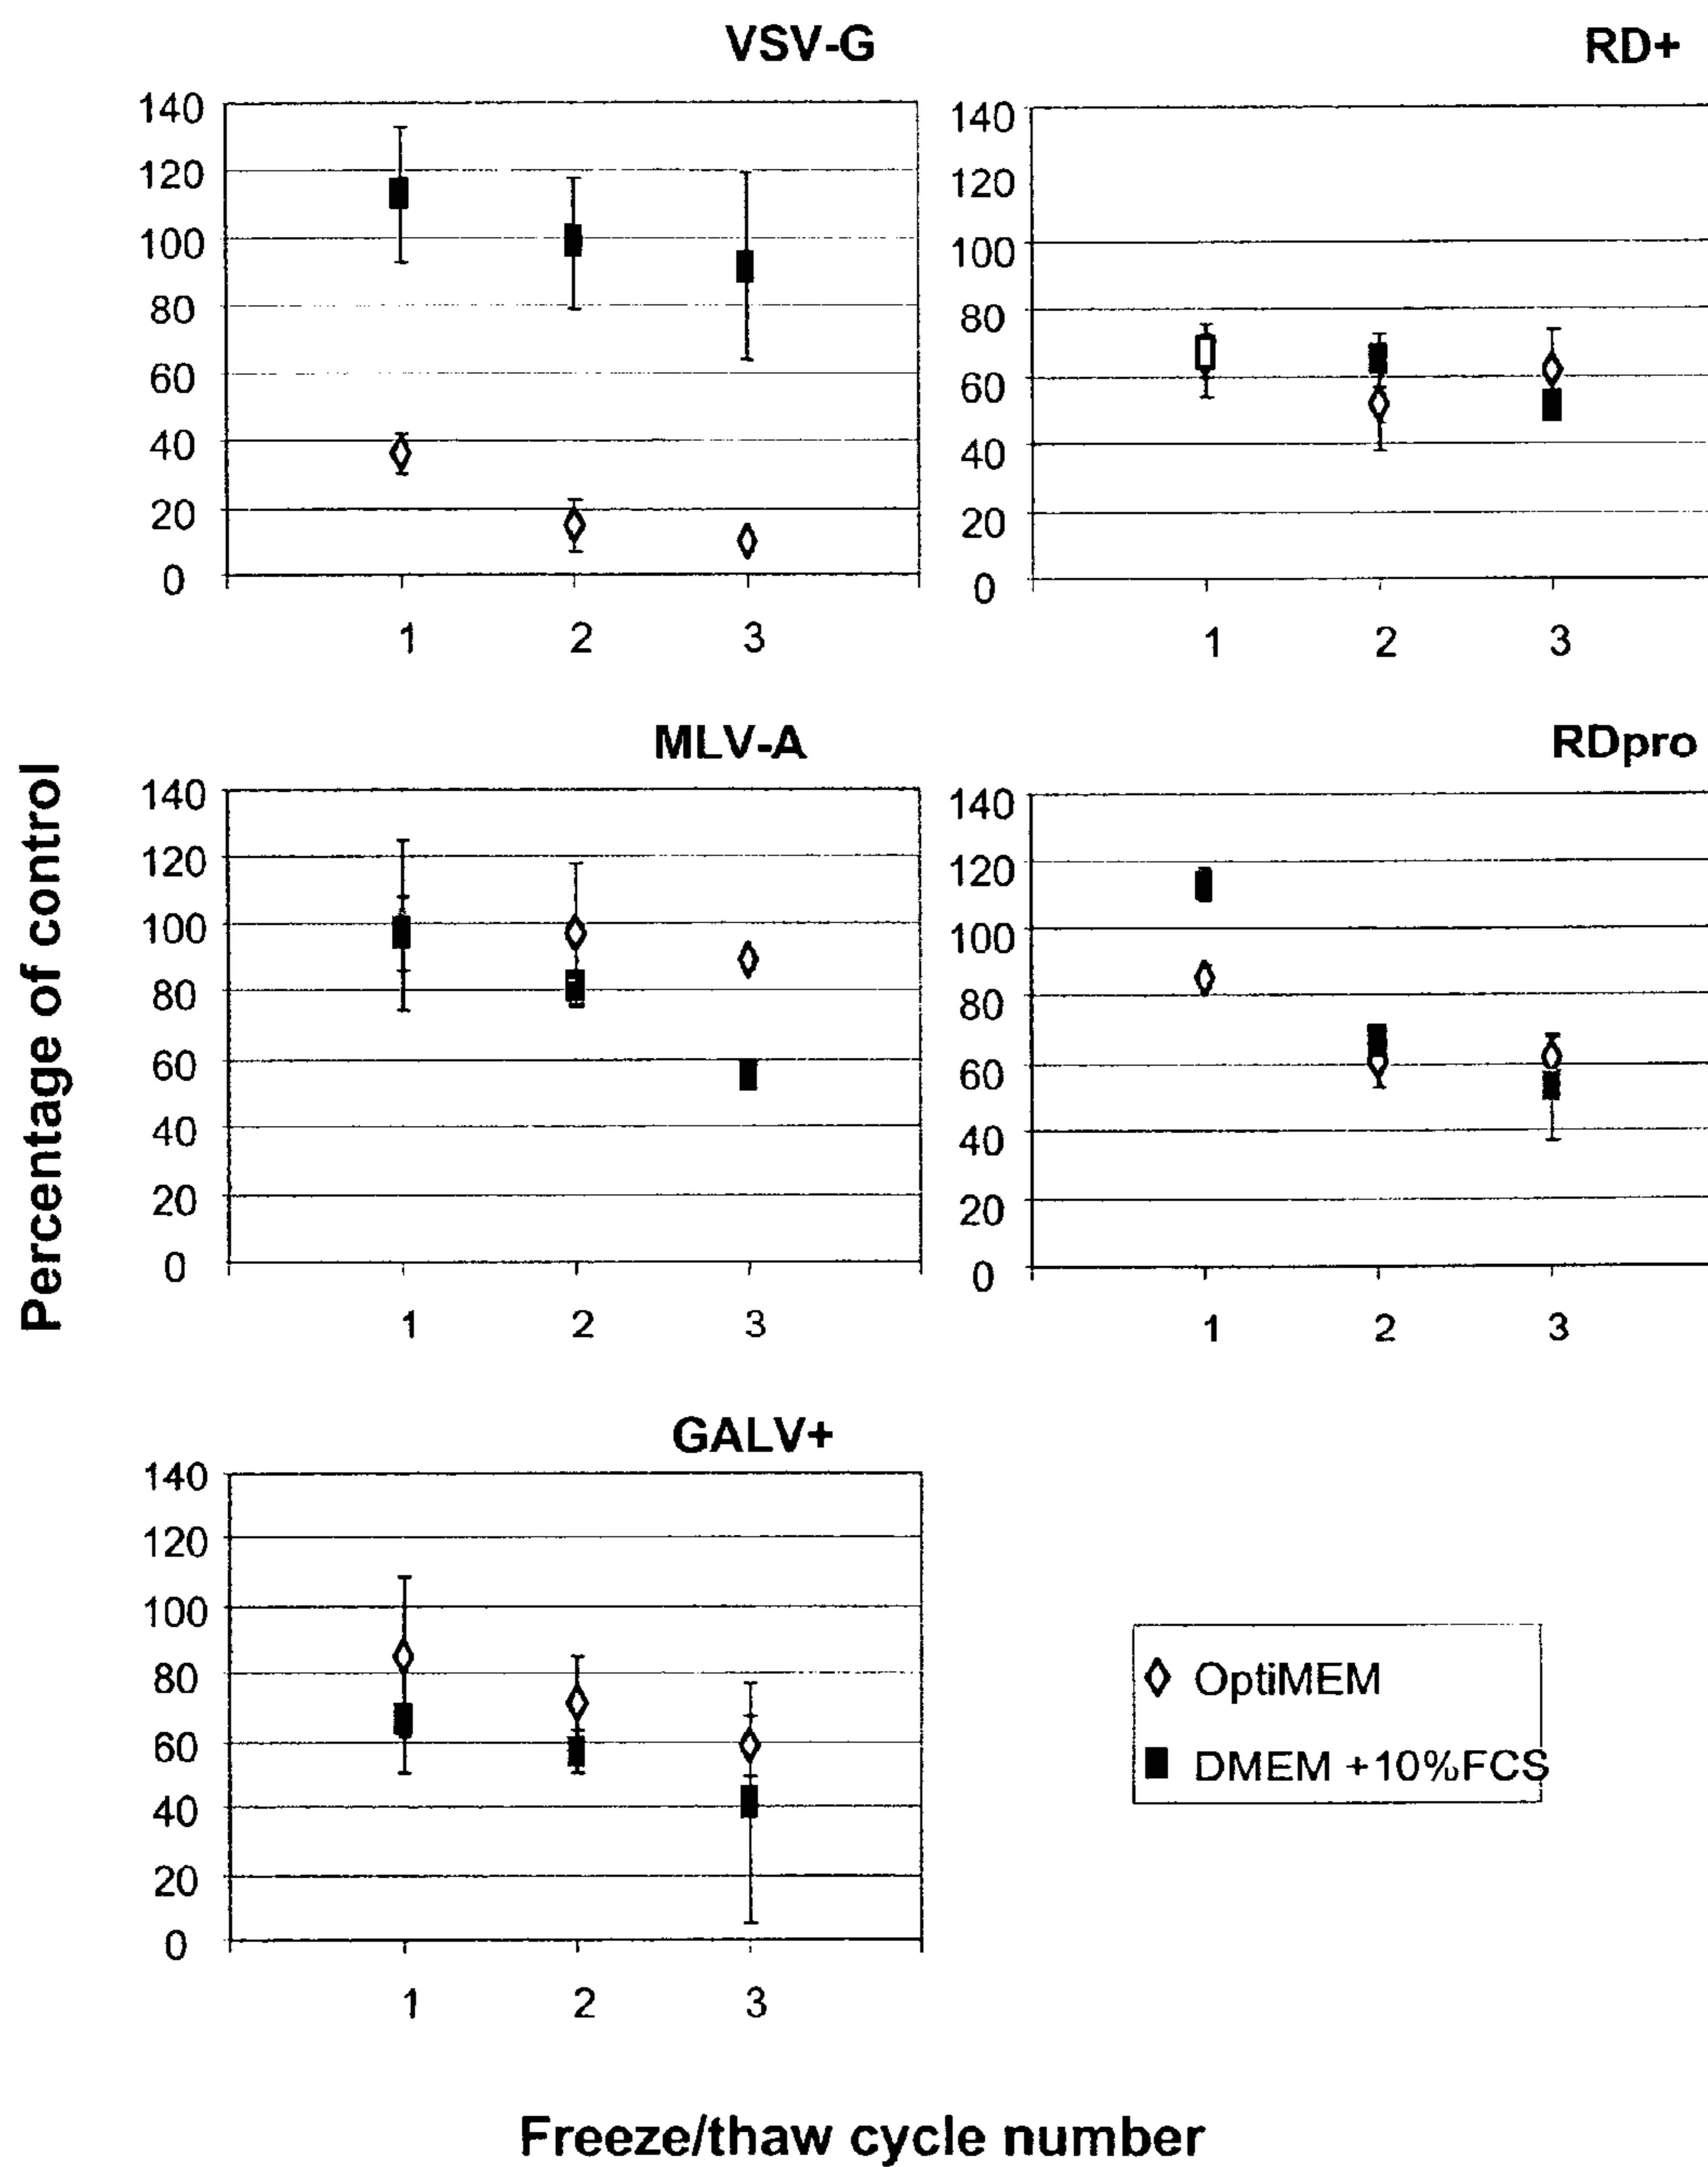 VSV-G
RD+
140
120
100
80
60
40
20
0
1 2 3
140
120
100
80
60
40
20
0
1 2 3
MLV-A
RDpro
140
120
100
80
60
40
20
0
1 2 3
140
120
100
80
60
40
20
0
1 2 3
GALV+
140
120
100
80
60
40
20
0
1 2 3
OptiMEM
DMEM +10%FCS
Percentage of control
Freeze/thaw cycle number